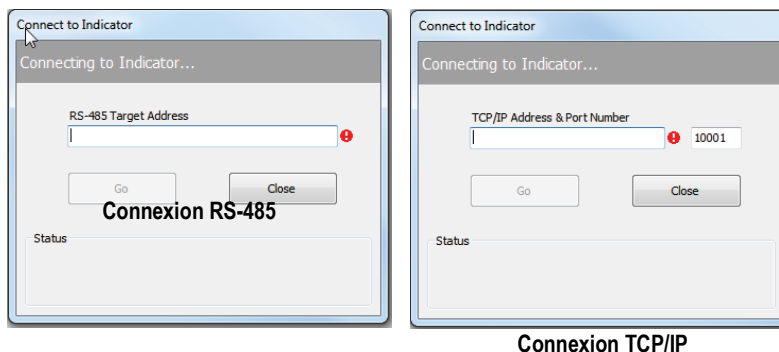 Connect to Indicator
Connecting to Indicator...
RS-485 Target Address
Go
Close
Connexion RS-485
Status
Connect to Indicator
Connecting to Indicator...
TCP/IP Address & Port Number
10001
Go
Close
Status
Connexion TCP/IP